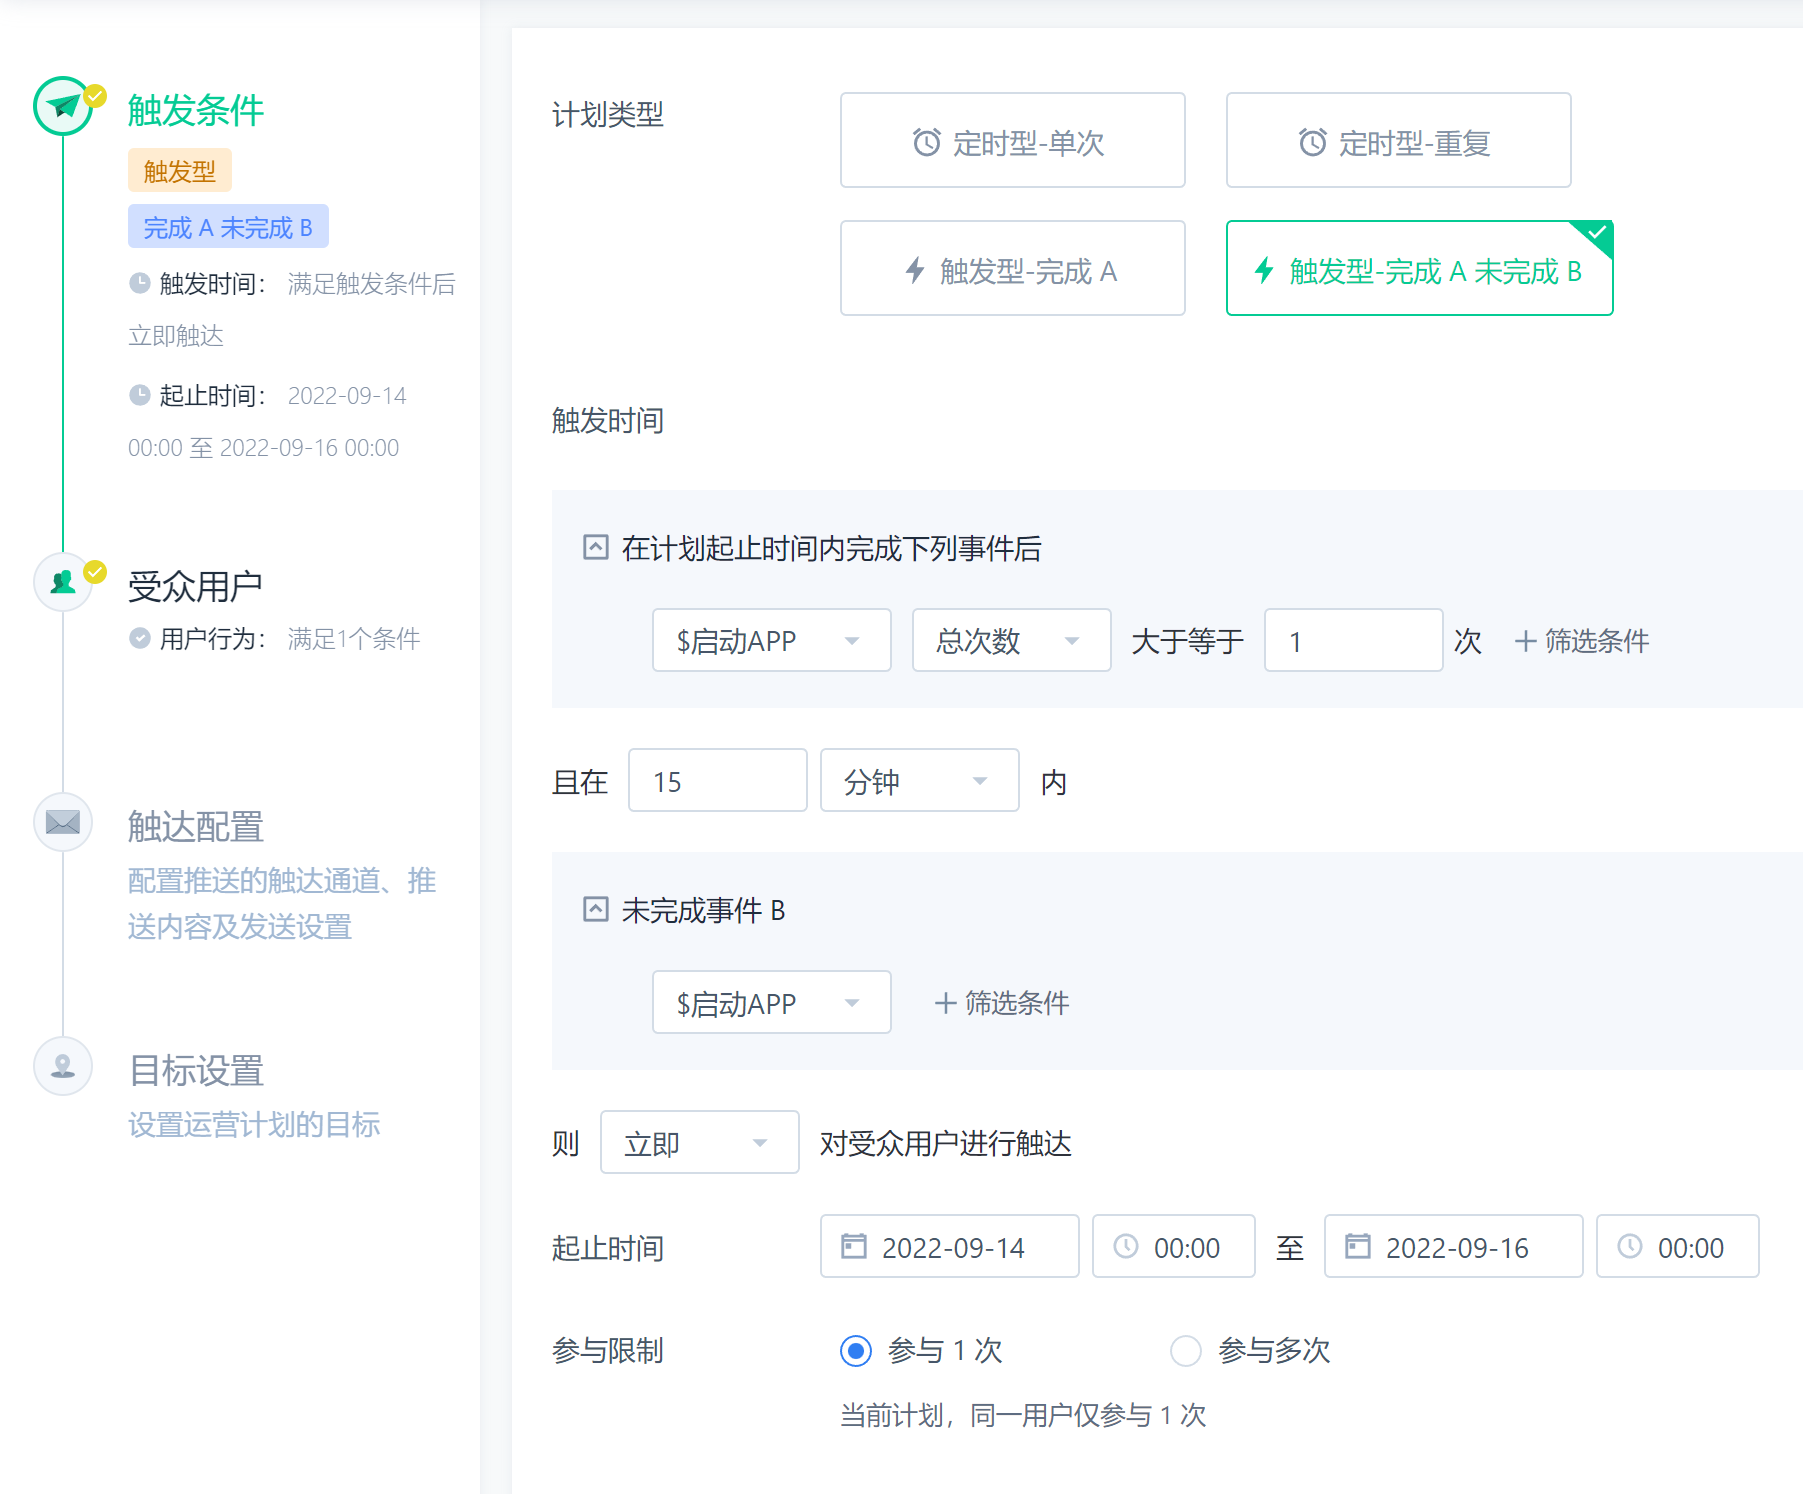 触发条件
触发型
完成 A 未完成 B
触发时间： 满足触发条件后
立即触达
起止时间： 2022-09-14
00:00 至 2022-09-16 00:00
受众用户
用户行为： 满足1个条件
触达配置
配置推送的触达通道、推
送内容及发送设置
目标设置
设置运营计划的目标
计划类型
定时型-单次 定时型-重复
触发型-完成 A 触发型-完成 A 未完成 B
触发时间
在计划起止时间内完成下列事件后
$启动APP 总次数 大于等于 1 次 + 筛选条件
且在 15 分钟 内
未完成事件 B
$启动APP + 筛选条件
则 立即 对受众用户进行触达
起止时间 2022-09-14 00:00 至 2022-09-16 00:00
参与限制 参与 1 次 参与多次
当前计划，同一用户仅参与 1 次